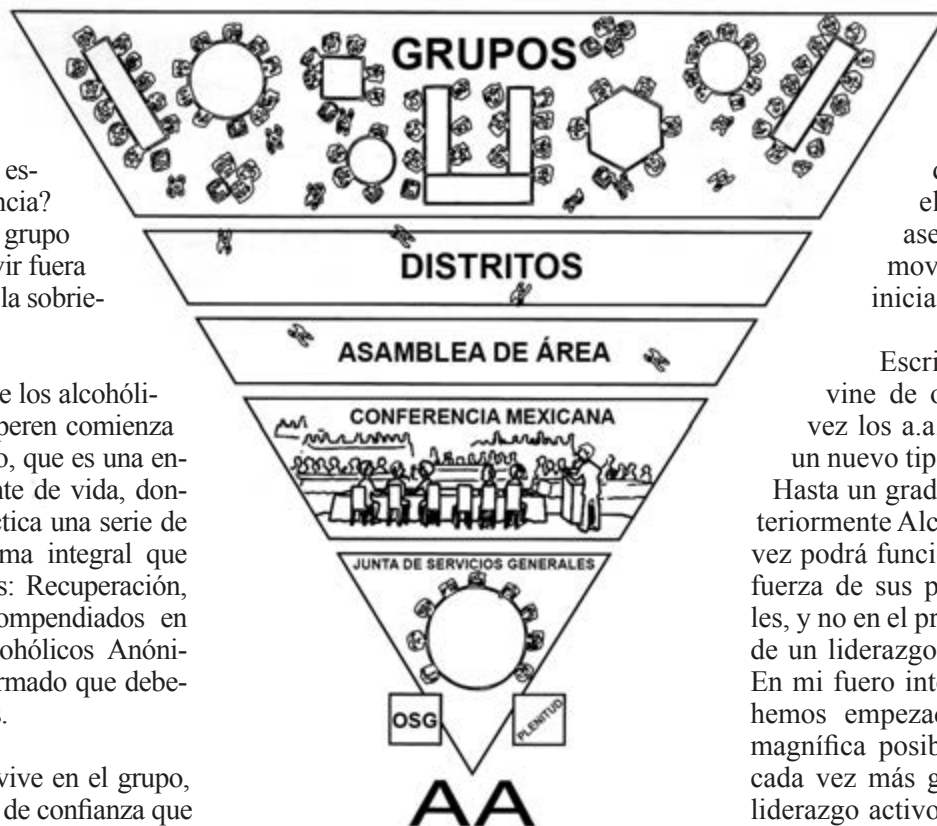 es-
ncia?
grupo
vir fuera
la sobrie-
e los alcohóli-
peren comienza
o, que es una en-
nte de vida, don-
ctica una serie de
ma integral que
s: Recuperación,
ompendiados en
ohólicos Anóni-
rmado que debe-
s.
vive en el grupo,
de confianza que
GRUPOS
DISTRITOS
ASAMBLEA DE ÁREA
CONFERENCIA MEXICANA
JUNTA DE SERVICIOS GENERALES
OSG
PLENITUD
AA
el
ase
mov
inicia
Escri
vine de o
vez los a.a
un nuevo tip
Hasta un grad
teriormente Alc
vez podrá funci
fuerza de sus p
les, y no en el pr
de un liderazgo
En mi fuero inte
hemos empezad
magnífica posib
cada vez más g
liderazgo activo